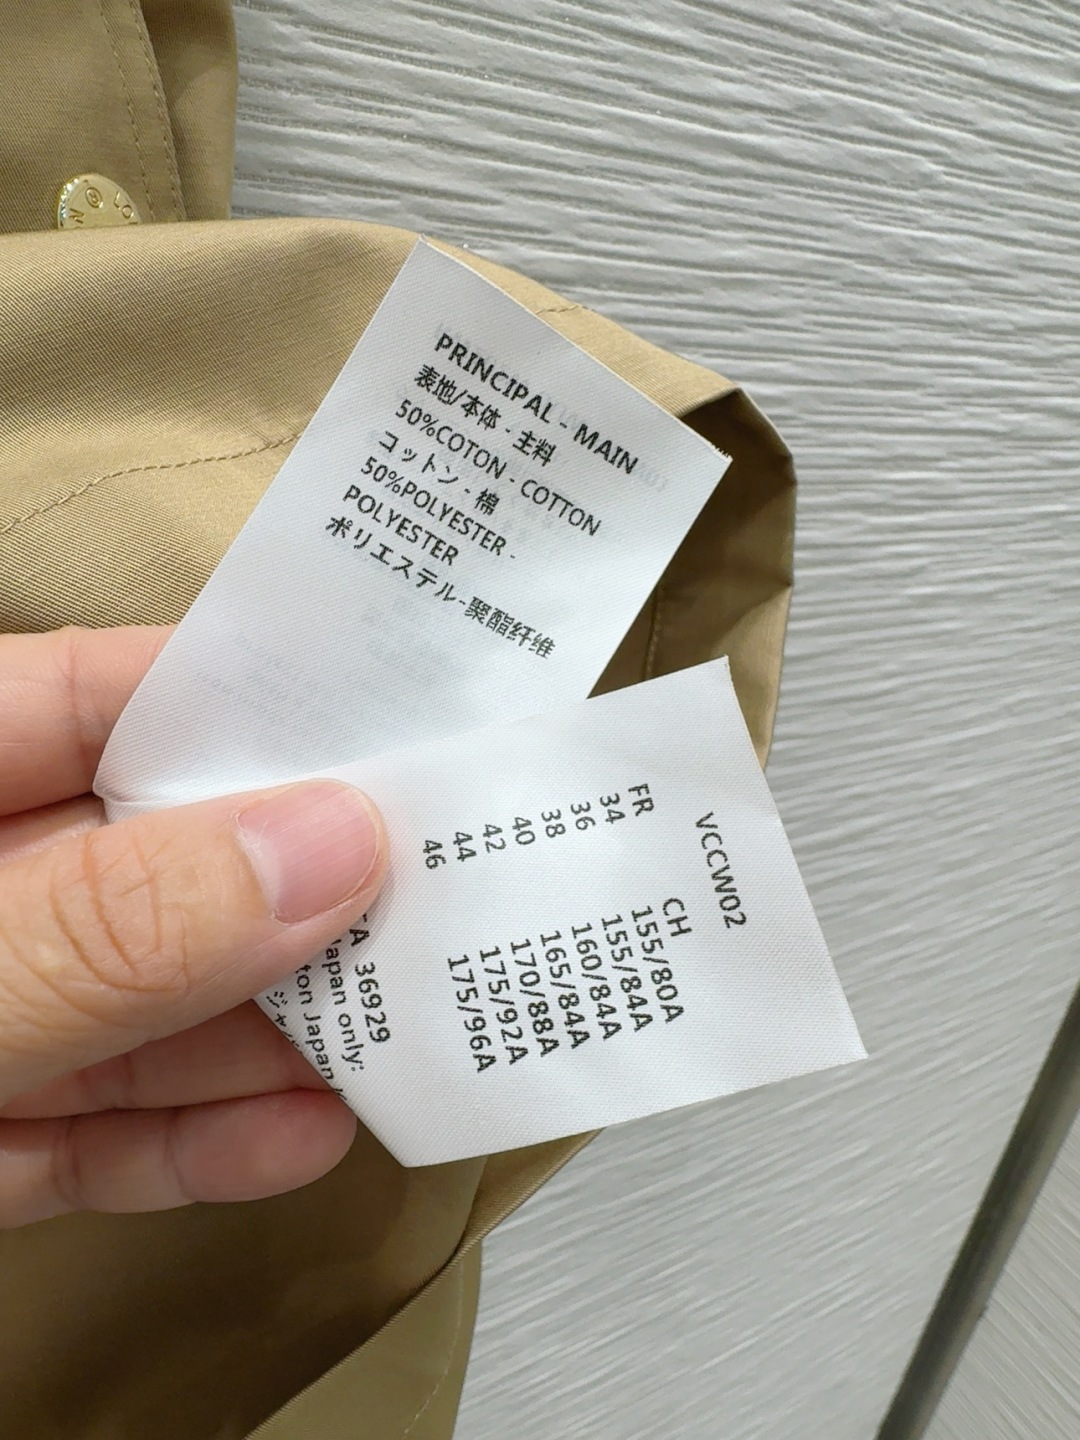 PRINCIPAL - MAIN
表地/本体 - 主料
50%COTON - COTTON
コットン - 棉
50%POLYESTER -
POLYESTER
ポリエステル-聚酯纤维
VCCW02
FR CH
34 155/80A
36 155/84A
38 160/84A
40 165/84A
42 170/88A
44 175/92A
46 175/96A
A 36929
Japan only:
ton Japan